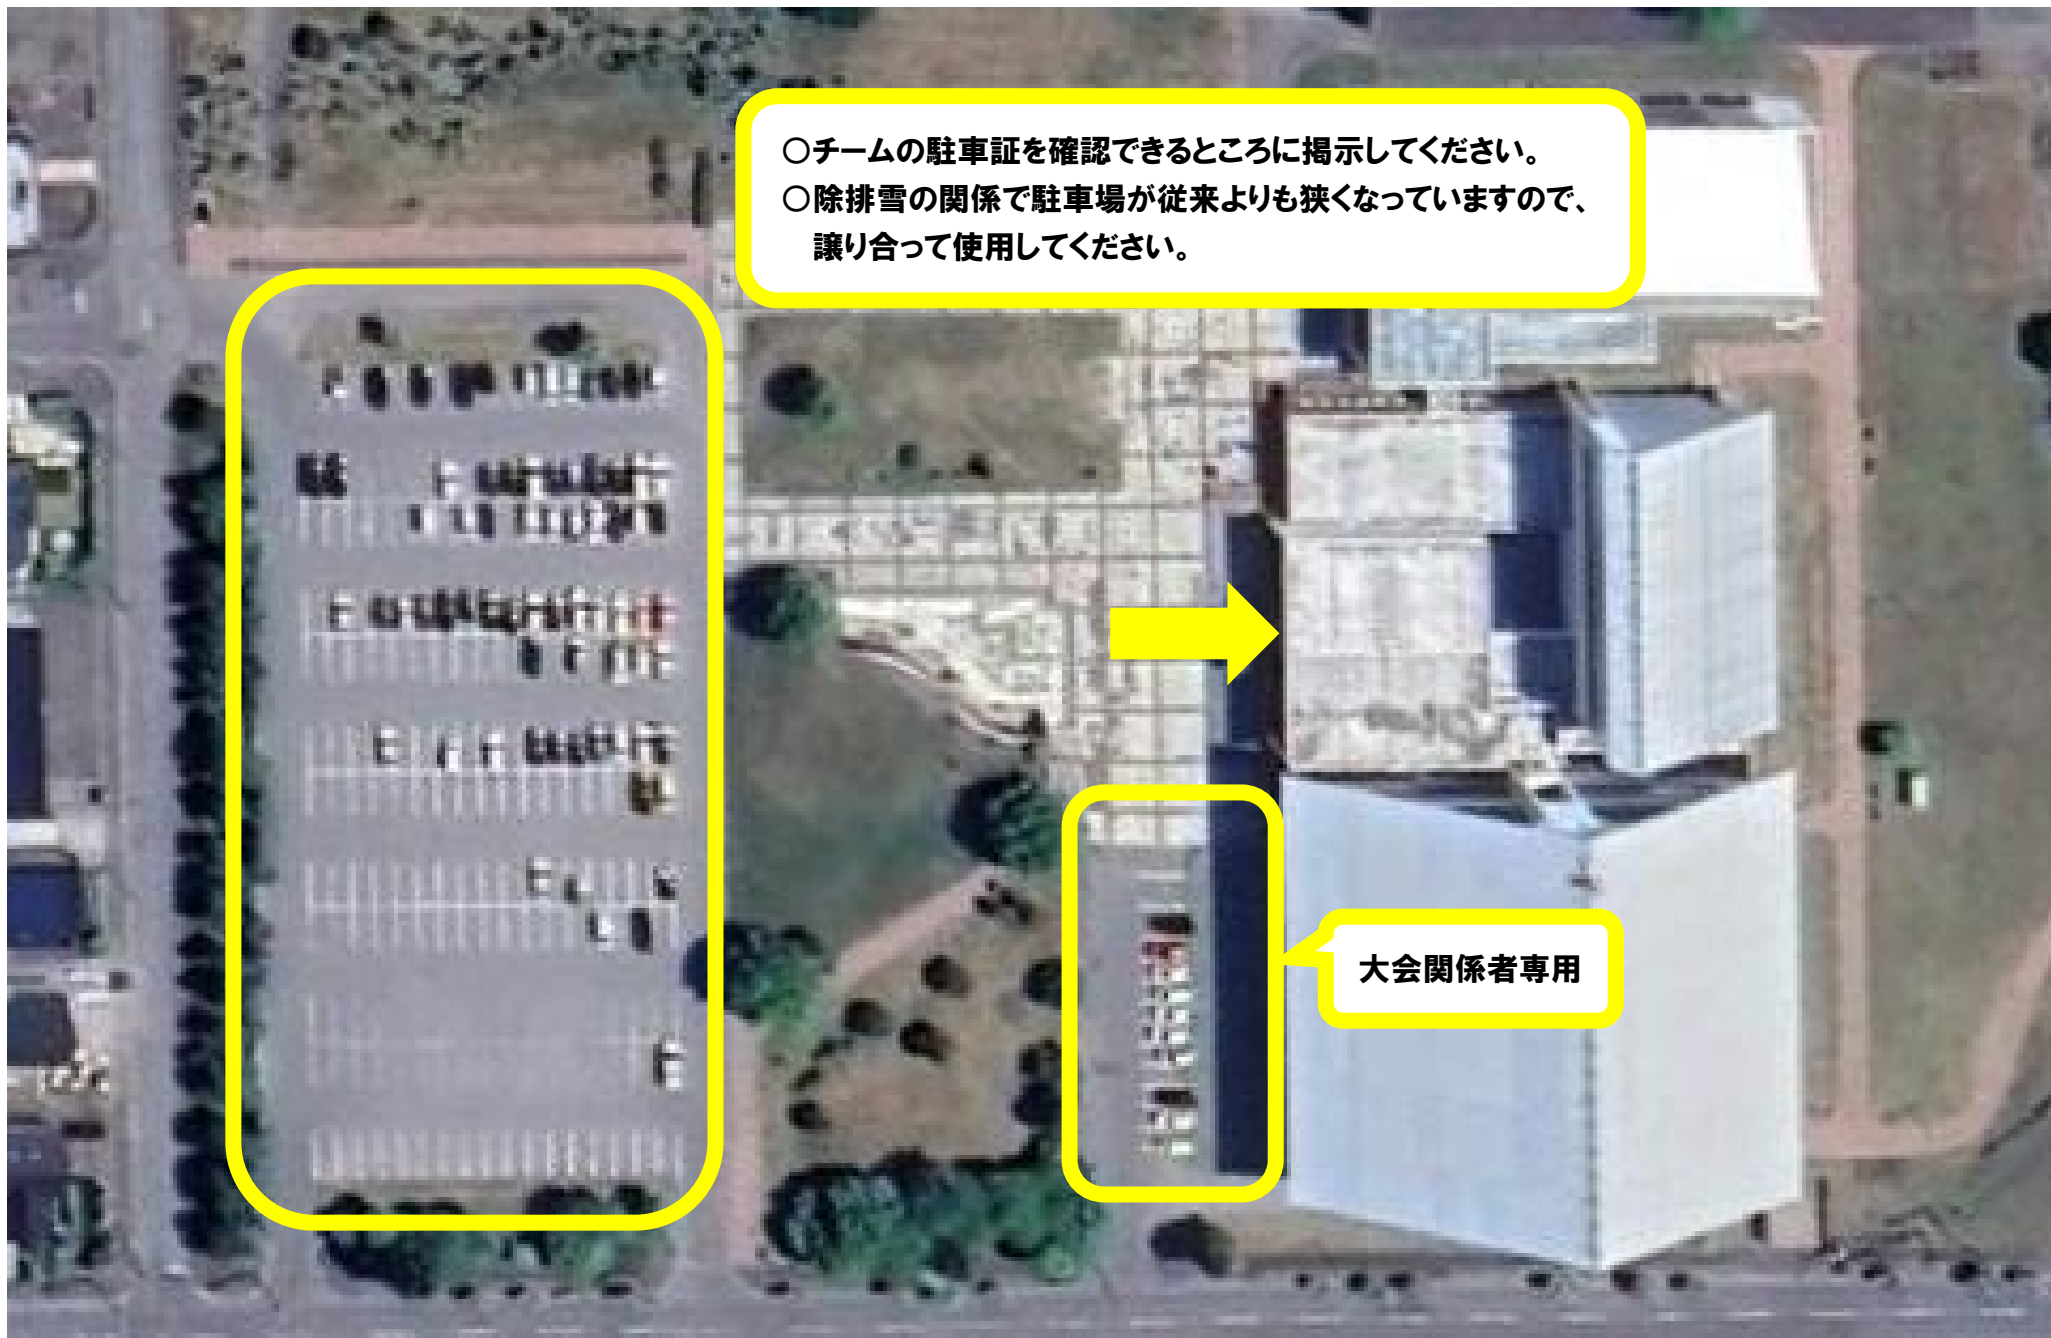 ○チームの駐車証を確認できるところに掲示してください。
○除排雪の関係で駐車場が従来よりも狭くなっていますので、
譲り合って使用してください。
大会関係者専用